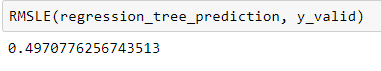 RMSLE(regression_tree_prediction, y_valid)
0.4970776256743513